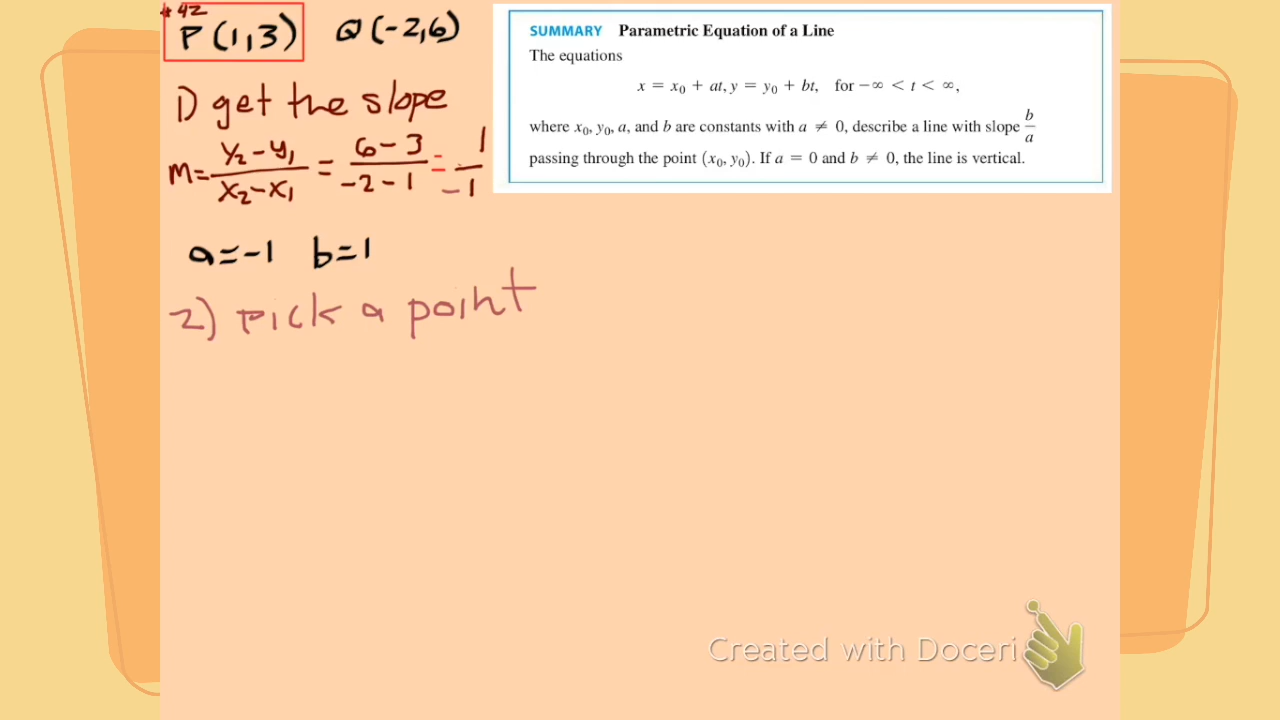 #42
P(1,3) Q(-2,6)
1) get the slope
m = (y₂-y₁)/(x₂-x₁) = (6-3)/(-2-1) = 1/-1
a=-1 b=1
2) Pick a point
SUMMARY Parametric Equation of a Line
The equations
x = x₀ + at, y = y₀ + bt, for -∞ < t < ∞,
where x₀, y₀, a, and b are constants with a ≠ 0, describe a line with slope b/a
passing through the point (x₀, y₀). If a = 0 and b ≠ 0, the line is vertical.
Created with Doceri